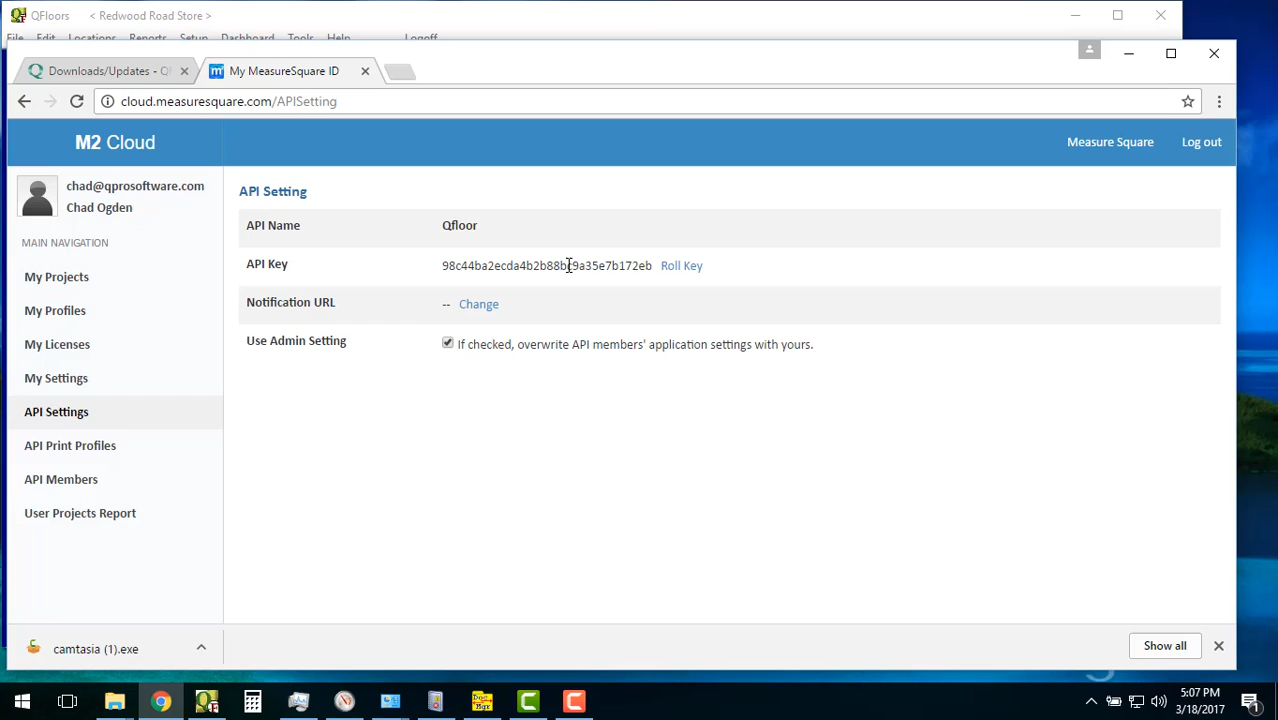 QFloors < Redwood Road Store >
File Edit Locations Reports Setup Dashboard Tools Help Logoff
Downloads/Updates - Q
My MeasureSquare ID
cloud.measuresquare.com/APISetting
M2 Cloud
Measure Square
Log out
chad@qprosoftware.com
Chad Ogden
MAIN NAVIGATION
My Projects
My Profiles
My Licenses
My Settings
API Settings
API Print Profiles
API Members
User Projects Report
API Setting
API Name Qfloor
API Key Roll Key
Notification URL -- Change
Use Admin Setting If checked, overwrite API members' application settings with yours.
camtasia (1).exe
Show all
Doc Mgr
5:07 PM
3/18/2017